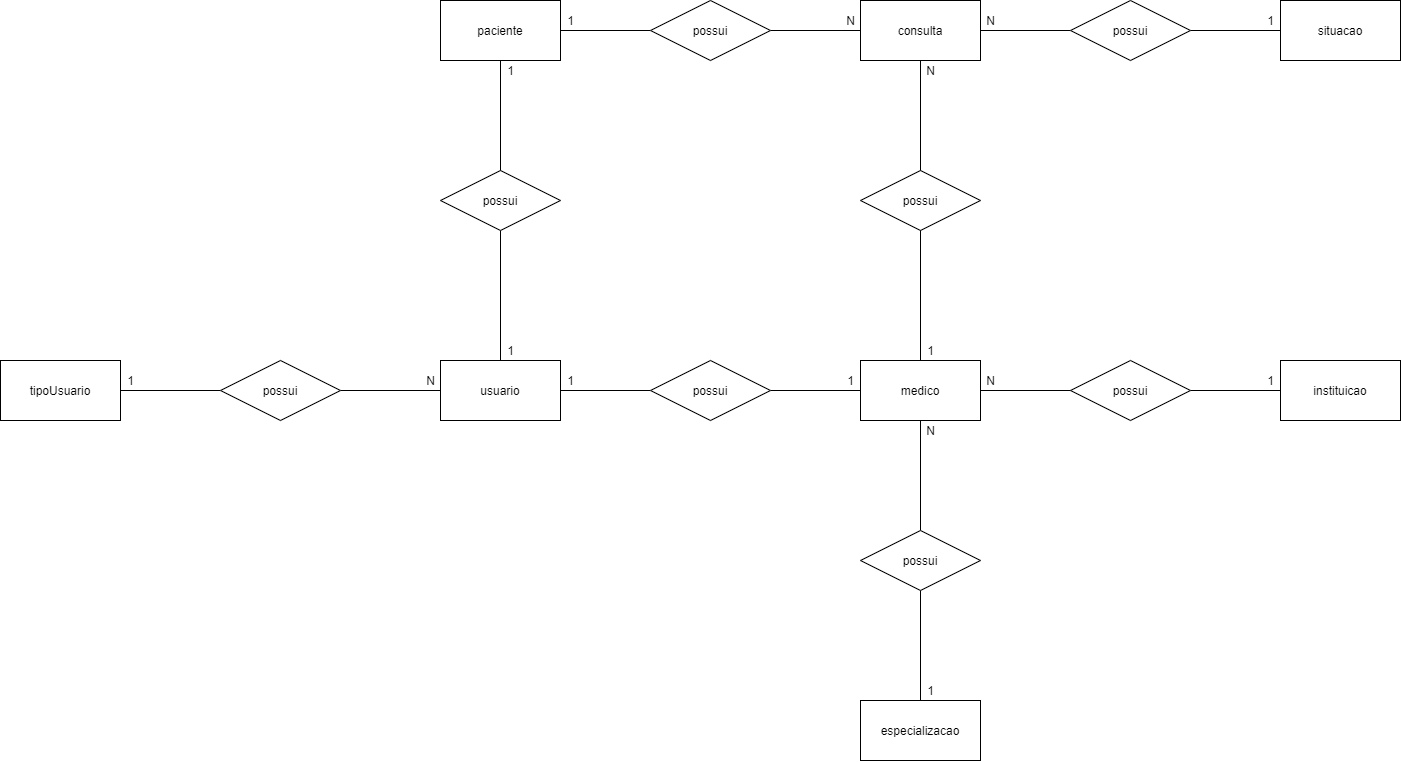 paciente 1 possui N consulta N possui 1 situacao
1 N
possui possui
1 1
tipoUsuario 1 possui N usuario 1 possui 1 medico N possui 1 instituicao
N
possui
1
especializacao